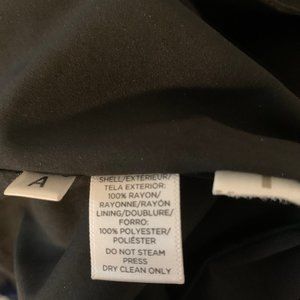 A
SHELL/EXTÉRIEUR/
TELA EXTERIOR:
100% RAYON/
RAYONNE/RAYÓN
LINING/DOUBLURE/
FORRO:
100% POLYESTER/
POLIÉSTER
DO NOT STEAM
PRESS
DRY CLEAN ONLY